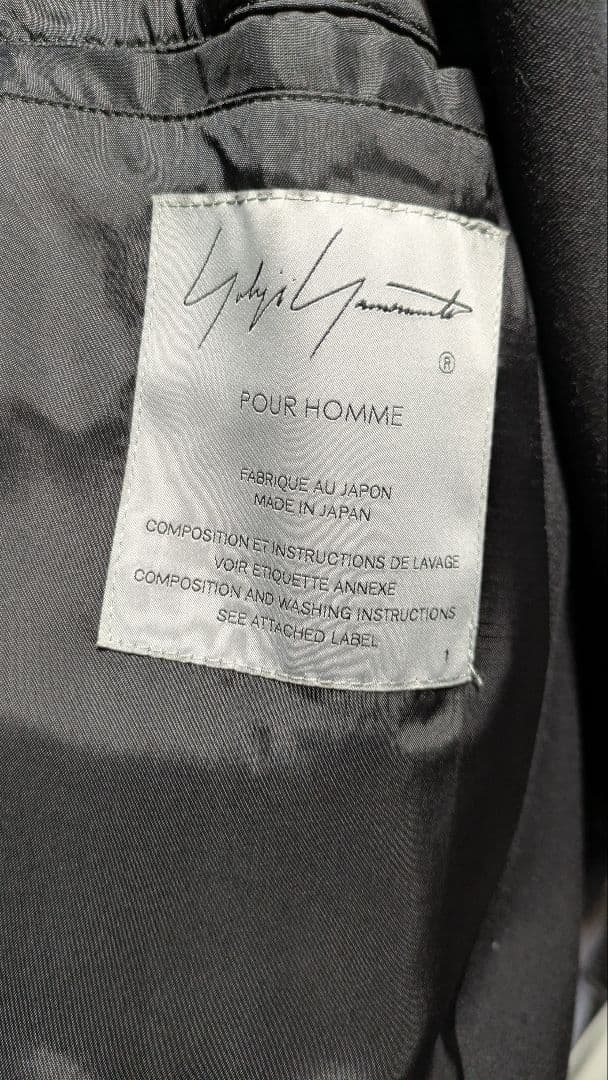 Yohji Yamamoto
®
POUR HOMME
FABRIQUE AU JAPON
MADE IN JAPAN
COMPOSITION ET INSTRUCTIONS DE LAVAGE
VOIR ETIQUETTE ANNEXE
COMPOSITION AND WASHING INSTRUCTIONS
SEE ATTACHED LABEL
1